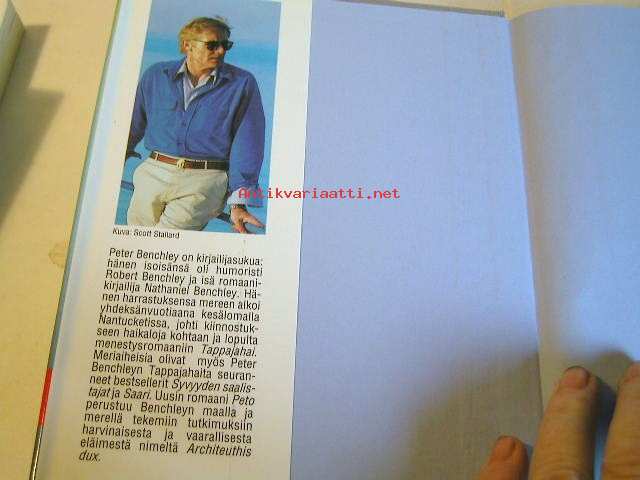 Antikvariaatti.net
Kuva: Scott Stallard
Peter Benchley on kirjailijasukua:
hänen isoisänsä oli humoristi
Robert Benchley ja isä romaani-
kirjailija Nathaniel Benchley. Hä-
nen harrastuksensa mereen alkoi
yhdeksänvuotiaana kesälomalla
Nantucketissa, johti kiinnostuk-
seen haikaloja kohtaan ja lopulta
menestysromaaniin Tappajahai.
Meriaiheisia olivat myös Peter
Benchleyn Tappajahaita seuran-
neet bestsellerit Syvyyden saalis-
tajat ja Saari. Uusin romaani Peto
perustuu Benchleyn maalla ja
merellä tekemiin tutkimuksiin
harvinaisesta ja vaarallisesta
eläimestä nimeltä Architeuthis
dux.